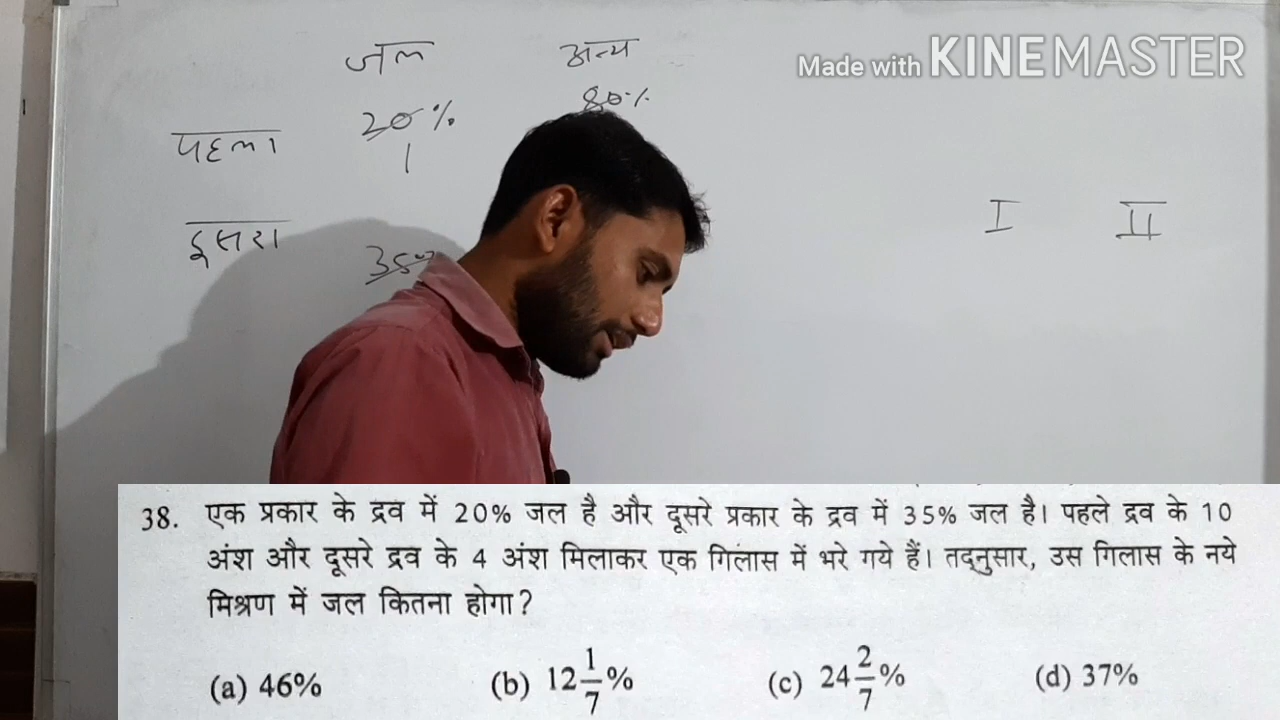 Made with KINEMASTER
जल अन्य
पहला 20% 80%
1
दूसरा 35%
I II
38. एक प्रकार के द्रव में 20% जल है और दूसरे प्रकार के द्रव में 35% जल है। पहले द्रव के 10
अंश और दूसरे द्रव के 4 अंश मिलाकर एक गिलास में भरे गये हैं। तद्नुसार, उस गिलास के नये
मिश्रण में जल कितना होगा?
(a) 46% (b) 12 1/7% (c) 24 2/7% (d) 37%